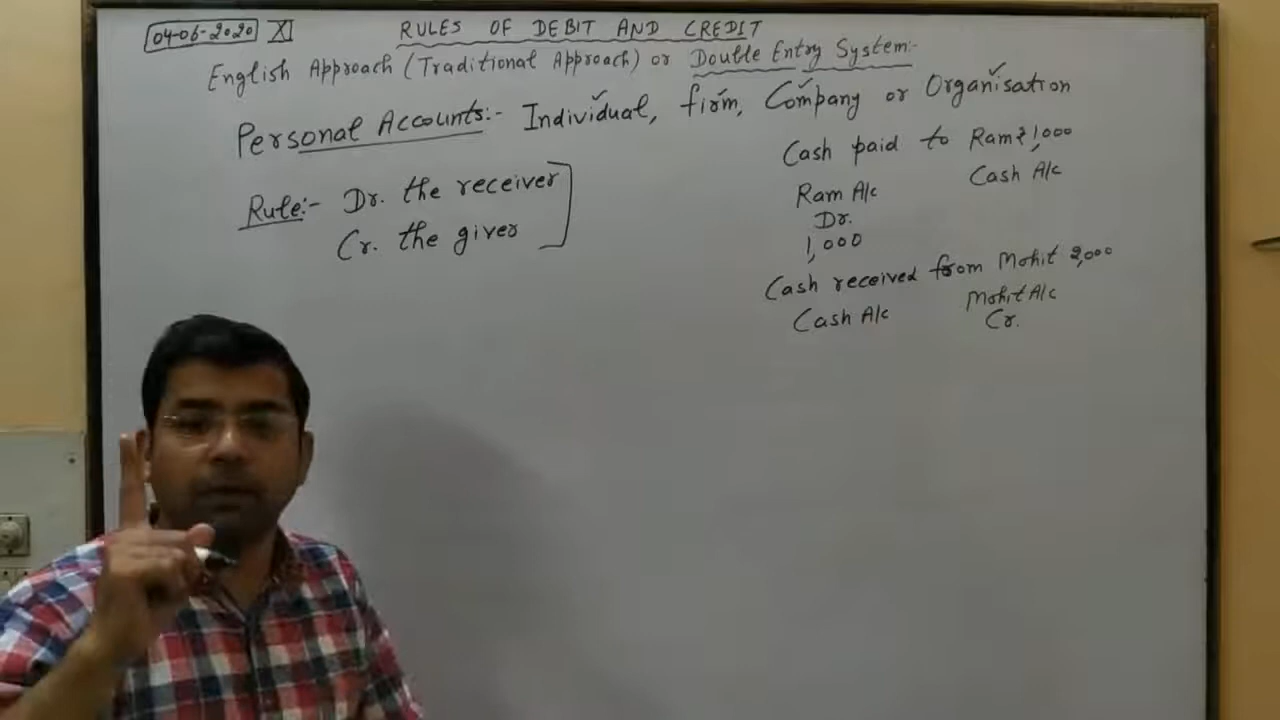 04-06-2020 XI
RULES OF DEBIT AND CREDIT
English Approach (Traditional Approach) or Double Entry System:-
Personal Accounts:- Individual, firm, Company or Organisation
Rule:- Dr. the receiver
Cr. the giver
Cash paid to Ram ₹1,000
Ram A/c Cash A/c
Dr.
1,000
Cash received from Mohit 2,000
Cash A/c Mohit A/c
Cr.